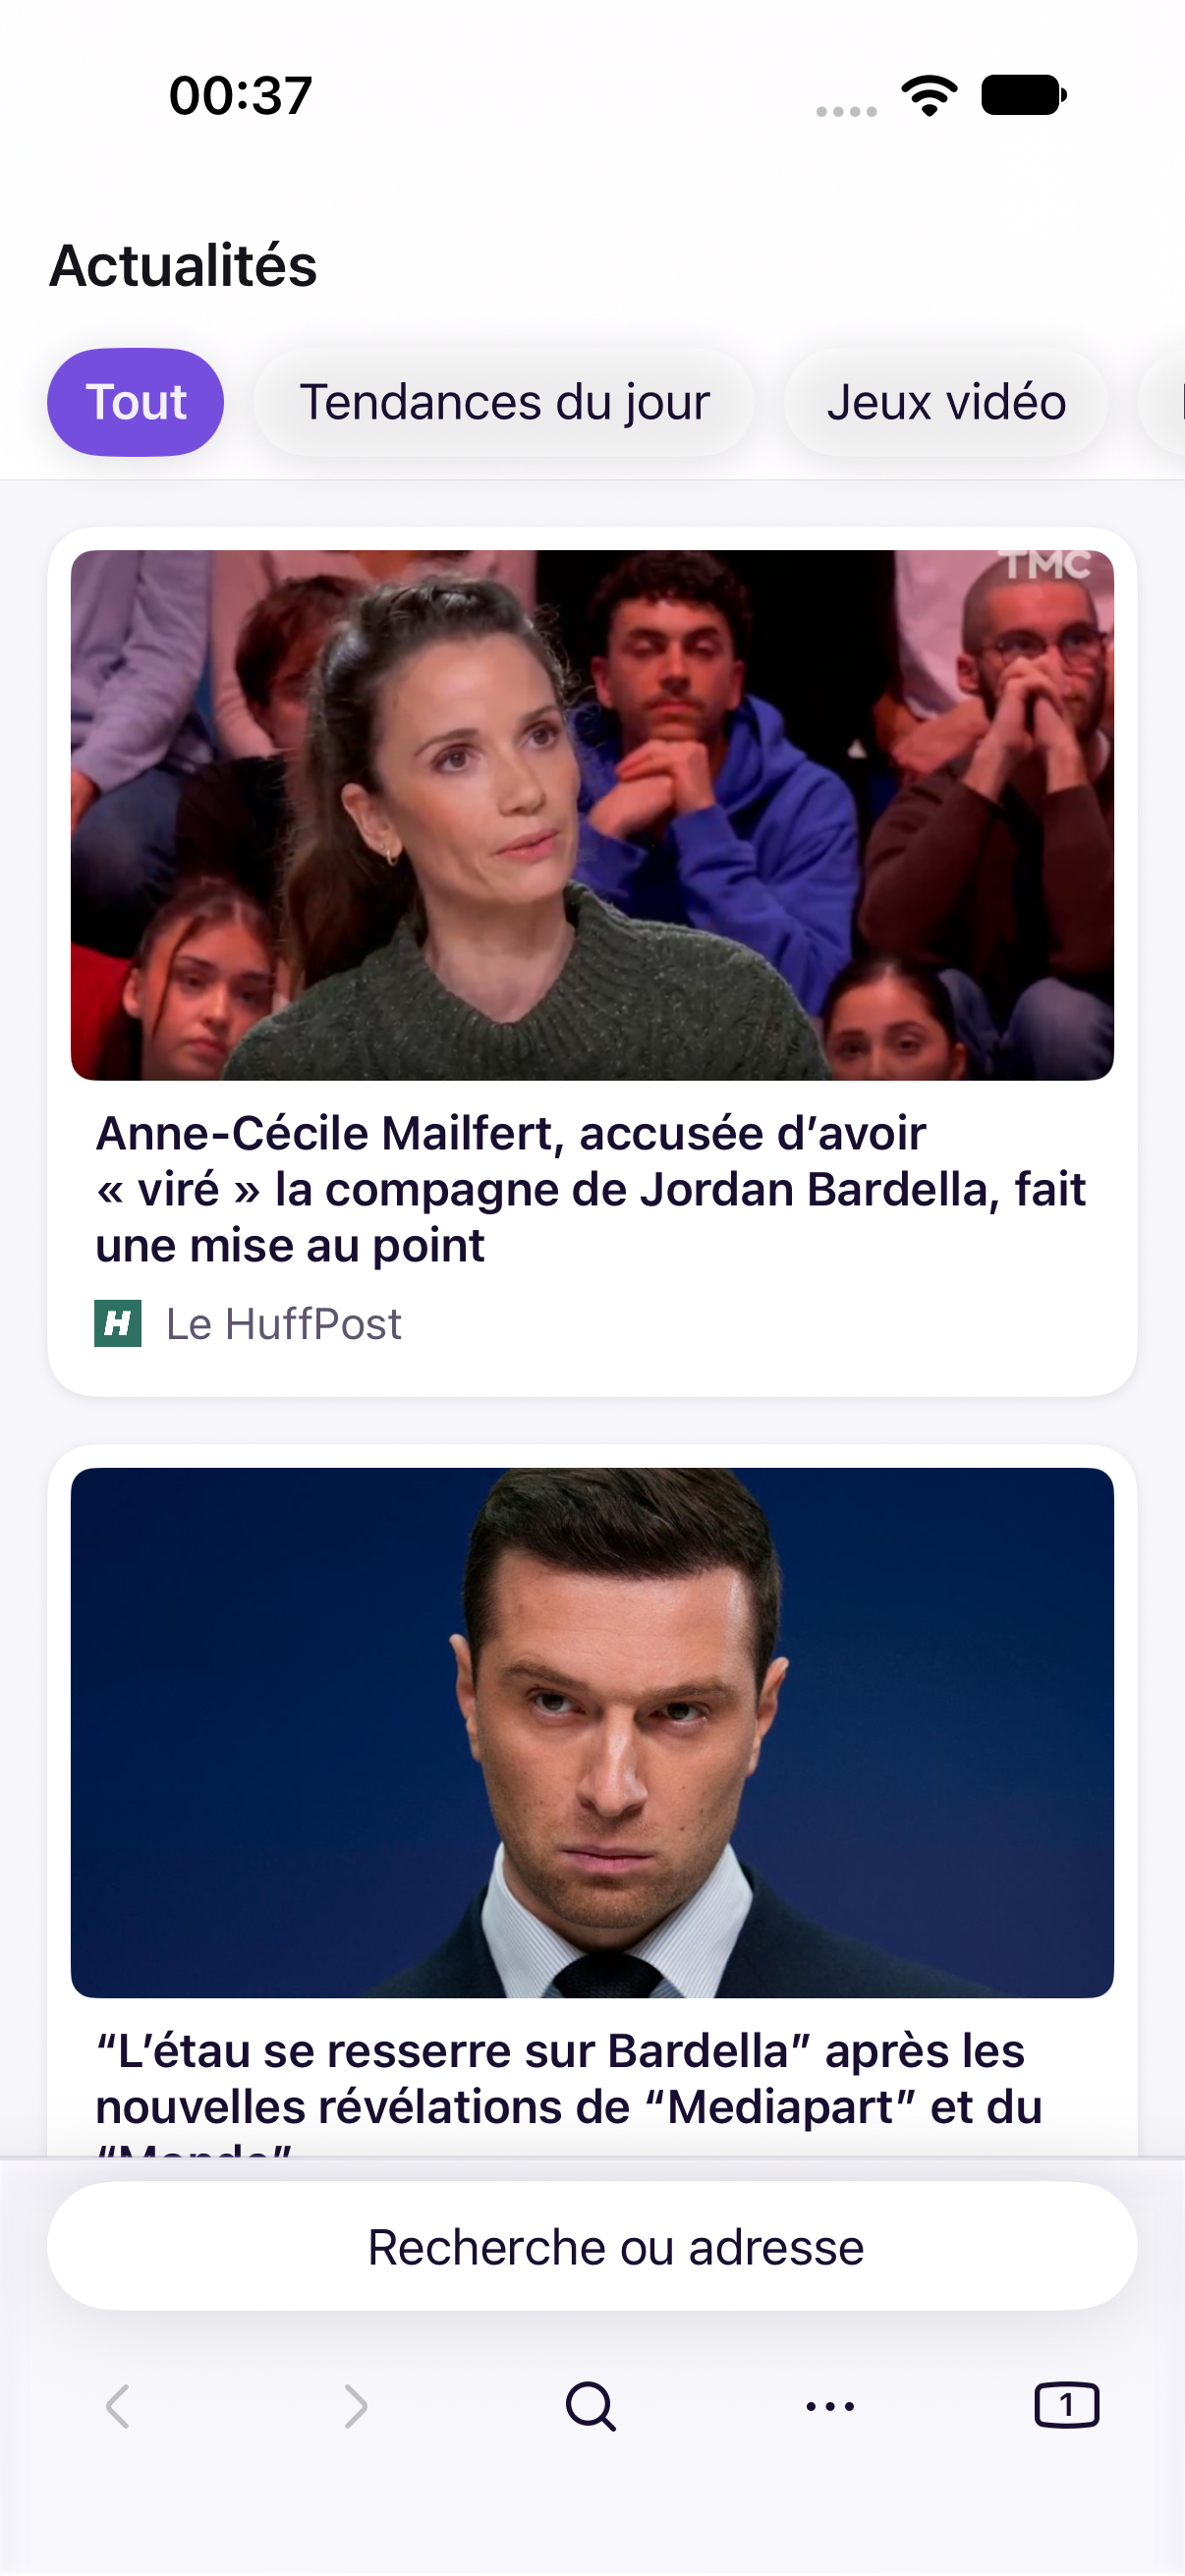 00:37
Actualités
Tout
Tendances du jour
Jeux vidéo
TMC
Anne-Cécile Mailfert, accusée d’avoir
« viré » la compagne de Jordan Bardella, fait
une mise au point
H
Le HuffPost
“L’étau se resserre sur Bardella” après les
nouvelles révélations de “Mediapart” et du
“Monde”
Recherche ou adresse
1